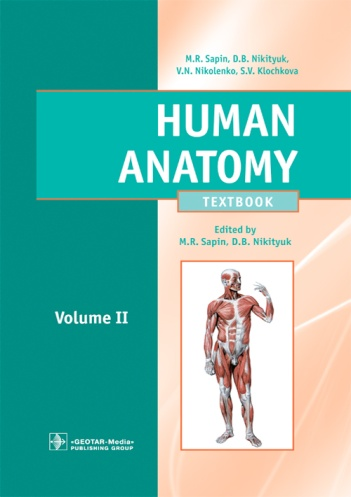 M.R. Sapin, D.B. Nikityuk,
V.N. Nikolenko, S.V. Klochkova
HUMAN
ANATOMY
TEXTBOOK
Edited by
M.R. Sapin, D.B. Nikityuk
Volume II
«GEOTAR-Media»
PUBLISHING GROUP